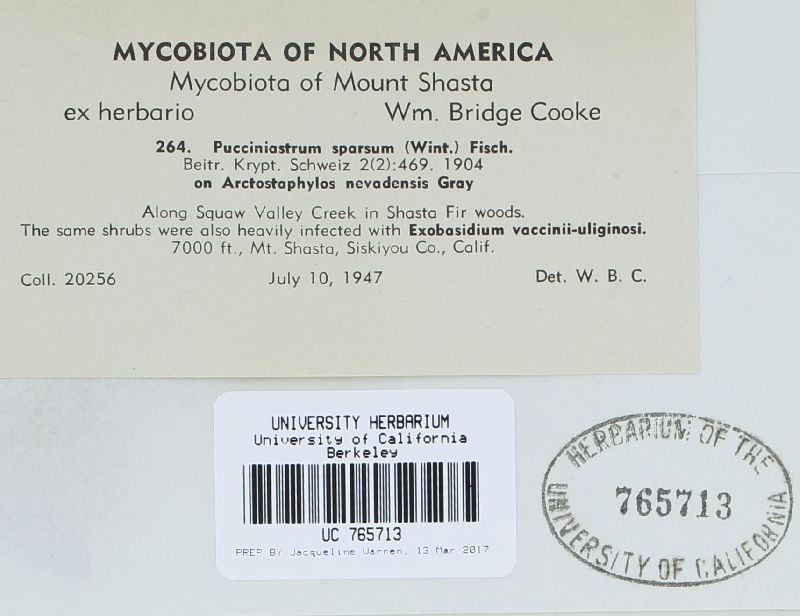 MYCOBIOTA OF NORTH AMERICA
Mycobiota of Mount Shasta
ex herbario Wm. Bridge Cooke
264. Pucciniastrum sparsum (Wint.) Fisch.
Beitr. Krypt. Schweiz 2(2):469. 1904
on Arctostaphylos nevadensis Gray
Along Squaw Valley Creek in Shasta Fir woods.
The same shrubs were also heavily infected with Exobasidium vaccinii-uliginosi.
7000 ft., Mt. Shasta, Siskiyou Co., Calif.
Coll. 20256 July 10, 1947 Det. W. B. C.
UNIVERSITY HERBARIUM
University of California
Berkeley
UC 765713
PREP BY Jacqueline Warren, 13 Mar 2017
HERBARIUM OF THE
765713
UNIVERSITY OF CALIFORNIA